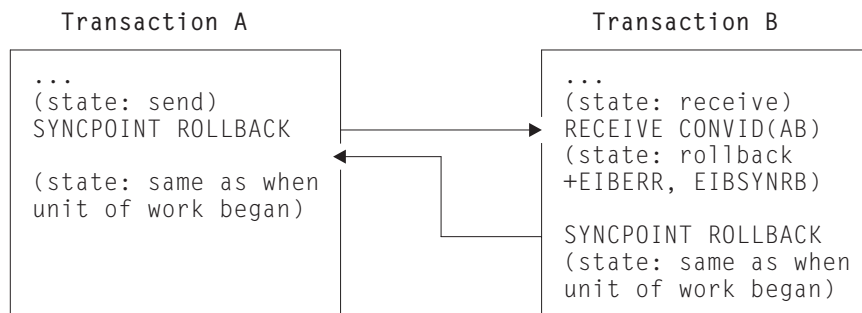 Transaction A
...
(state: send)
SYNCPOINT ROLLBACK
(state: same as when
unit of work began)
Transaction B
...
(state: receive)
RECEIVE CONVID(AB)
(state: rollback
+EIBERR, EIBSYNRB)
SYNCPOINT ROLLBACK
(state: same as when
unit of work began)